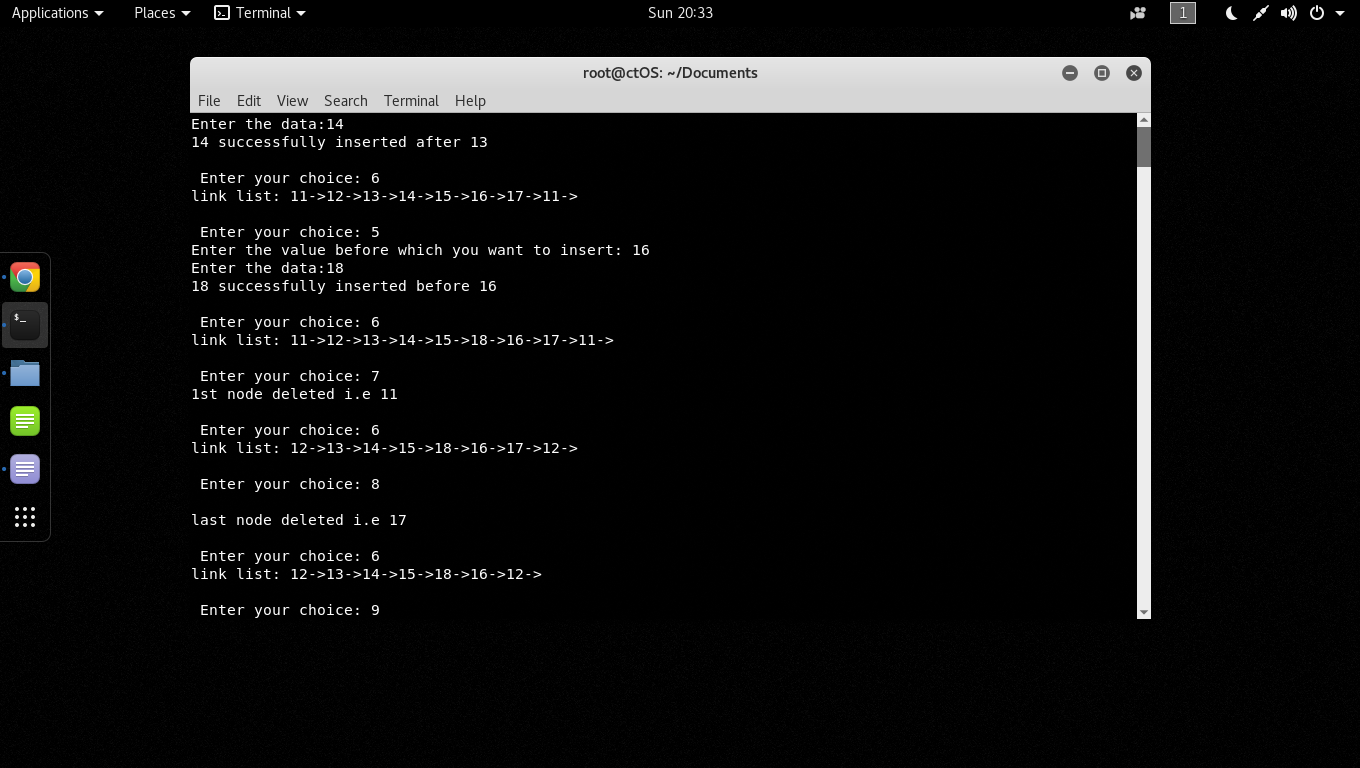 Applications Places Terminal Sun 20:33 1
root@ctOS: ~/Documents
File Edit View Search Terminal Help
Enter the data:14
14 successfully inserted after 13
Enter your choice: 6
link list: 11->12->13->14->15->16->17->11->
Enter your choice: 5
Enter the value before which you want to insert: 16
Enter the data:18
18 successfully inserted before 16
Enter your choice: 6
link list: 11->12->13->14->15->18->16->17->11->
Enter your choice: 7
1st node deleted i.e 11
Enter your choice: 6
link list: 12->13->14->15->18->16->17->12->
Enter your choice: 8
last node deleted i.e 17
Enter your choice: 6
link list: 12->13->14->15->18->16->12->
Enter your choice: 9
$_